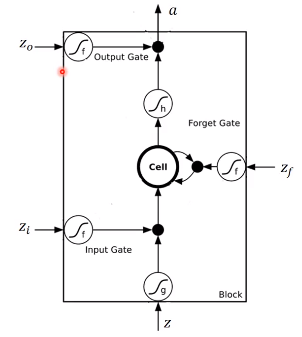 a
Z_o
f
Output Gate
h
Forget Gate
Cell
f
Z_f
Z_i
f
Input Gate
g
Block
Z